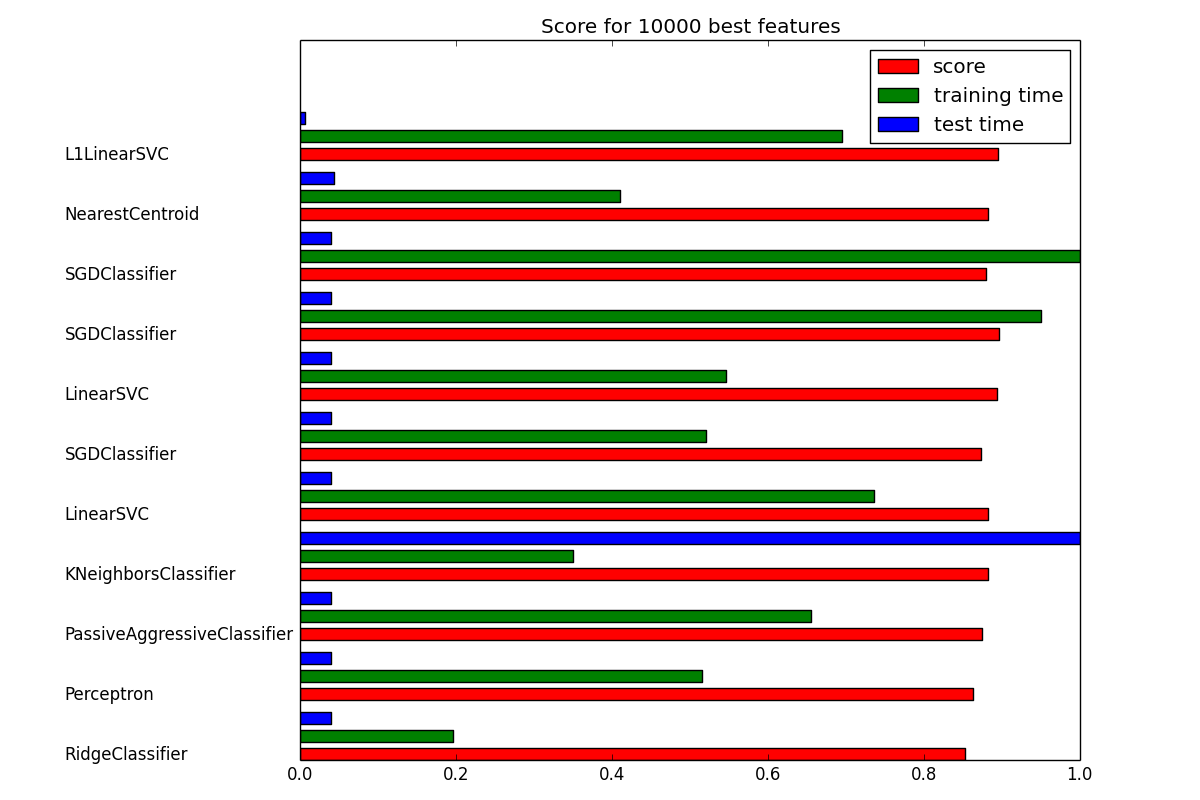 Score for 10000 best features
score
training time
test time
L1LinearSVC
NearestCentroid
SGDClassifier
SGDClassifier
LinearSVC
SGDClassifier
LinearSVC
KNeighborsClassifier
PassiveAggressiveClassifier
Perceptron
RidgeClassifier
0.0 0.2 0.4 0.6 0.8 1.0